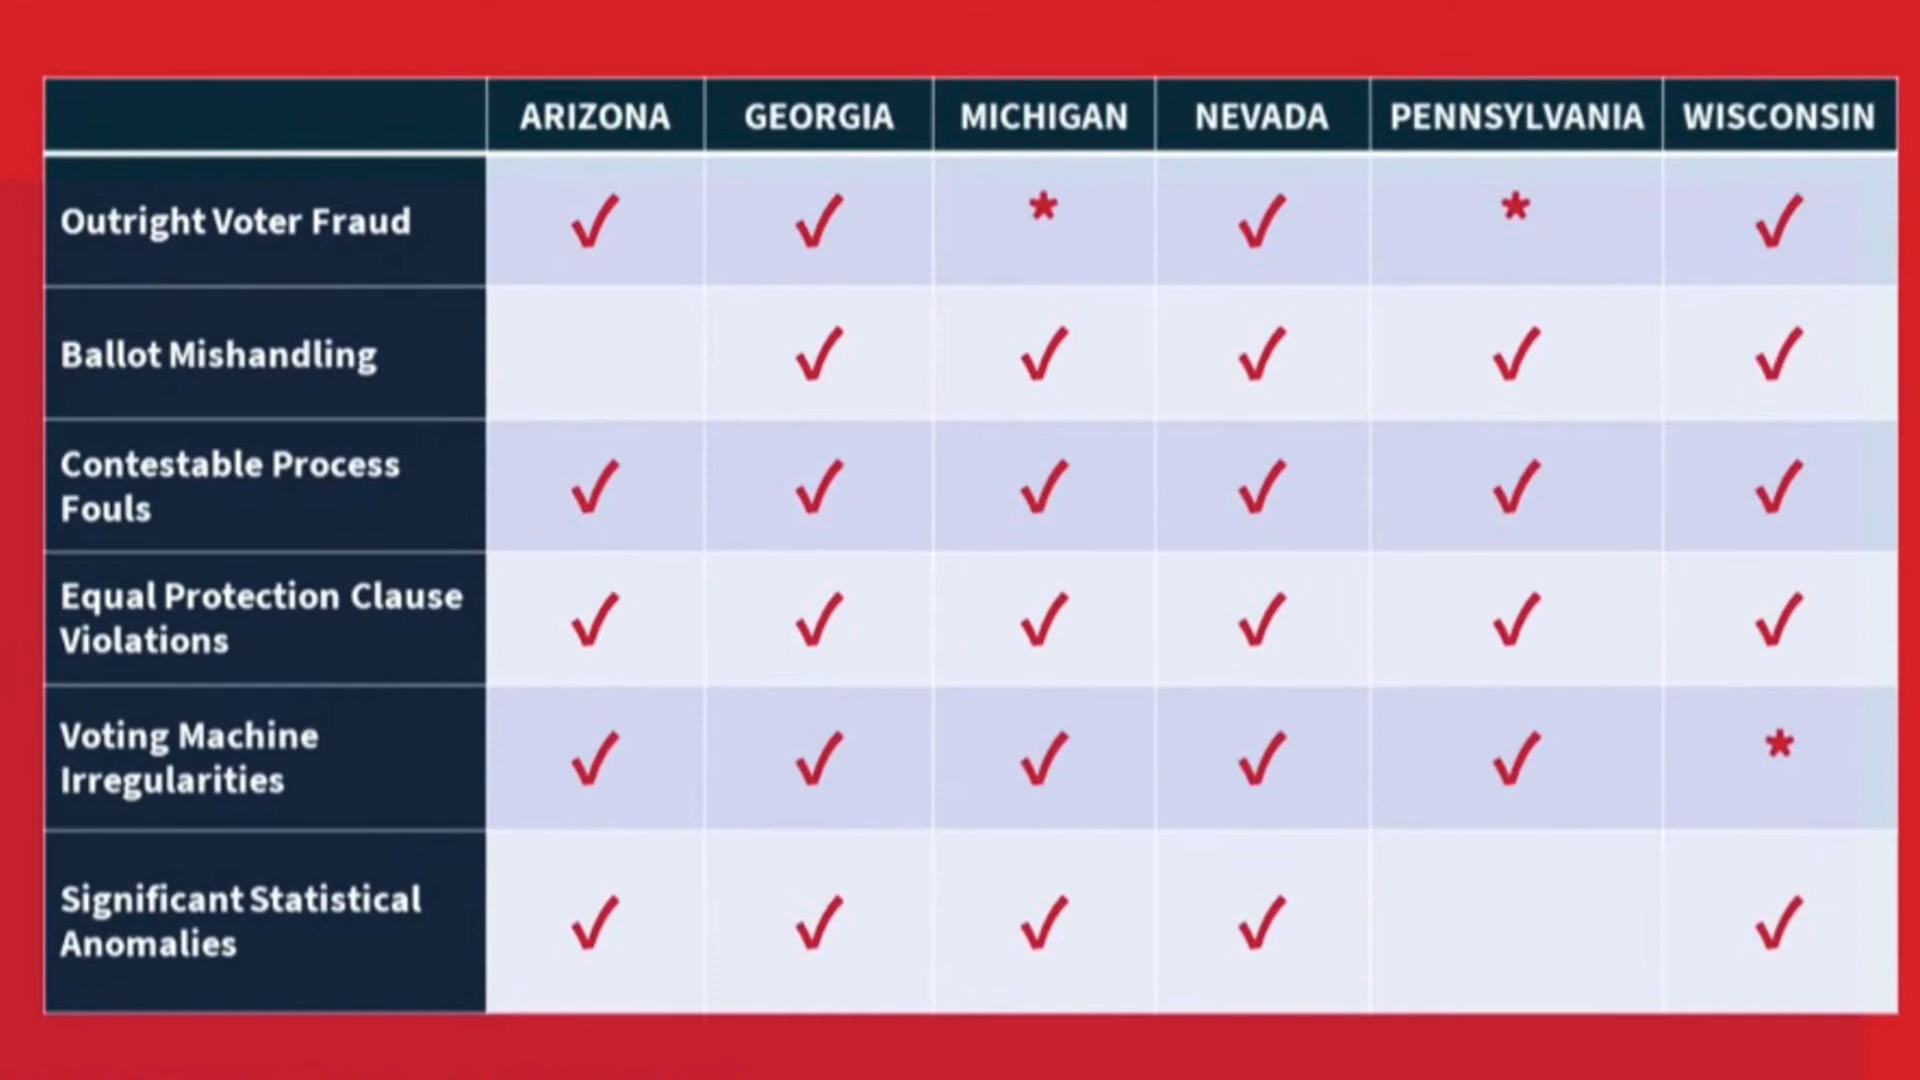 ARIZONA GEORGIA MICHIGAN NEVADA PENNSYLVANIA WISCONSIN
Outright Voter Fraud ✓ ✓ * ✓ * ✓
Ballot Mishandling ✓ ✓ ✓ ✓ ✓
Contestable Process
Fouls ✓ ✓ ✓ ✓ ✓ ✓
Equal Protection Clause
Violations ✓ ✓ ✓ ✓ ✓ ✓
Voting Machine
Irregularities ✓ ✓ ✓ ✓ ✓ *
Significant Statistical
Anomalies ✓ ✓ ✓ ✓ ✓